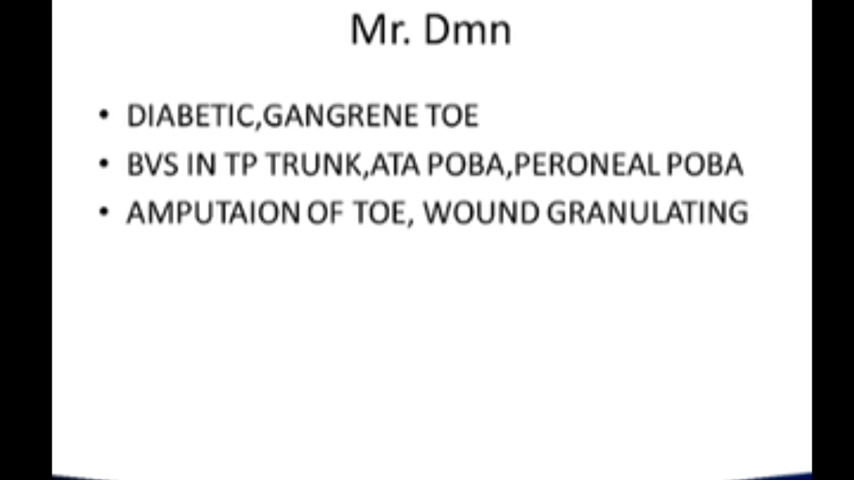 Mr. Dmn
• DIABETIC,GANGRENE TOE
• BVS IN TP TRUNK,ATA POBA,PERONEAL POBA
• AMPUTAION OF TOE, WOUND GRANULATING